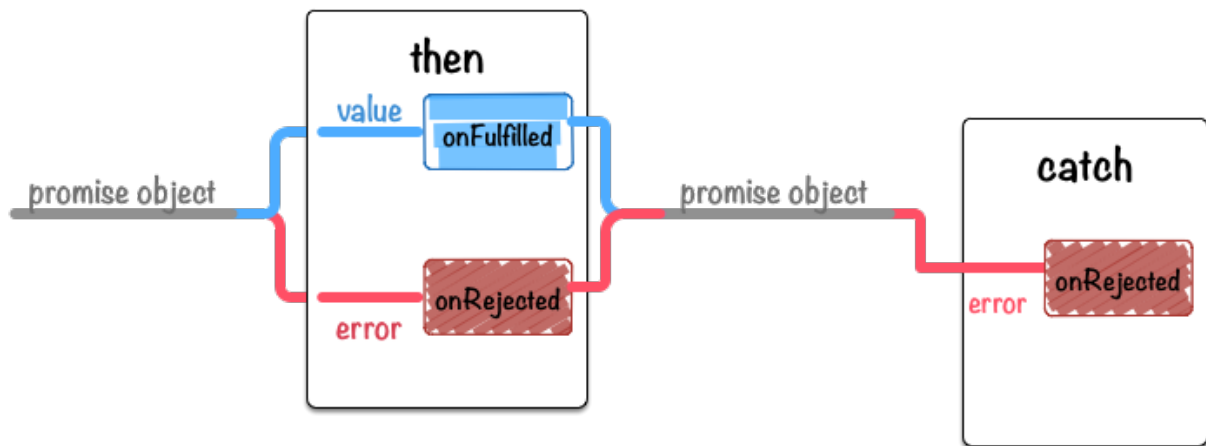 then
value
onFulfilled
promise object
promise object
catch
onRejected
error
onRejected
error